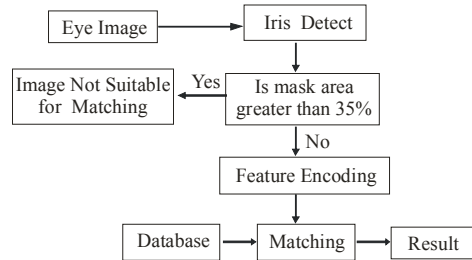 Eye Image
Iris Detect
Image Not Suitable
for Matching
Yes
Is mask area
greater than 35%
No
Feature Encoding
Database
Matching
Result